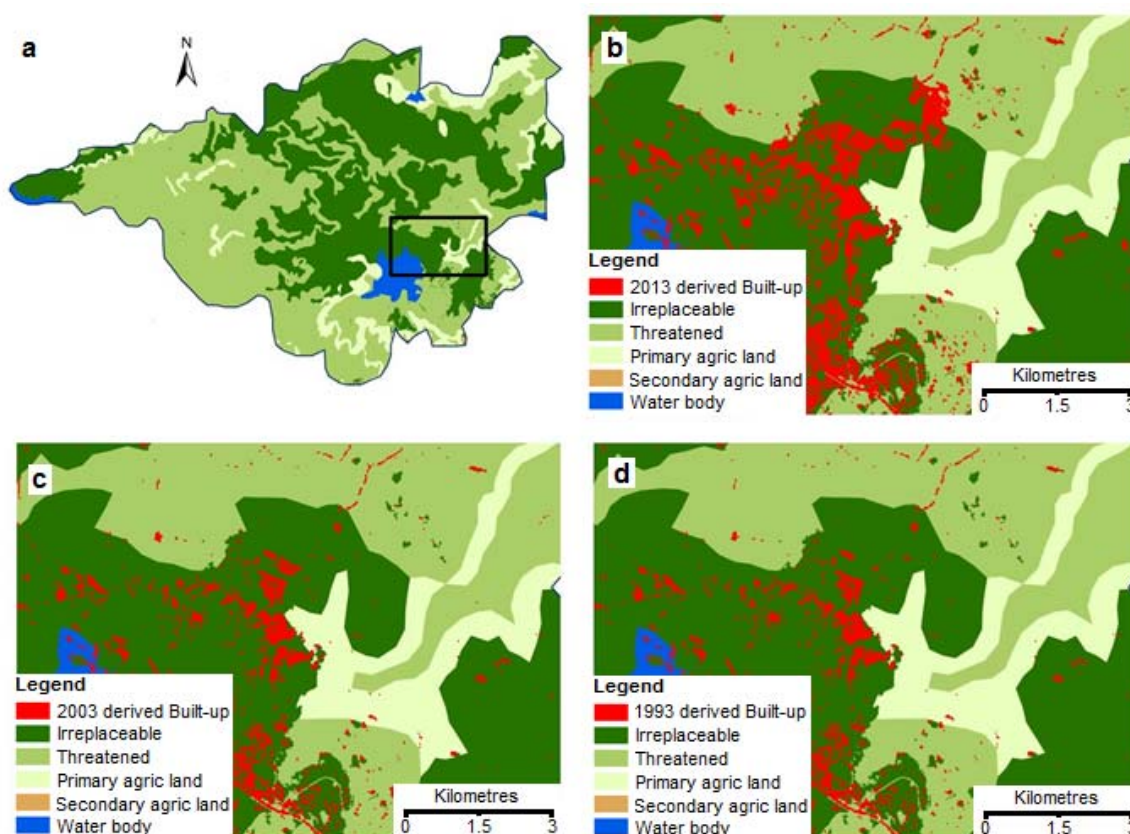 a
N
b
Legend
2013 derived Built-up
Irreplaceable
Threatened
Primary agric land
Secondary agric land
Water body
Kilometres
0 1.5 3
c
Legend
2003 derived Built-up
Irreplaceable
Threatened
Primary agric land
Secondary agric land
Water body
Kilometres
0 1.5 3
d
Legend
1993 derived Built-up
Irreplaceable
Threatened
Primary agric land
Secondary agric land
Water body
Kilometres
0 1.5 3